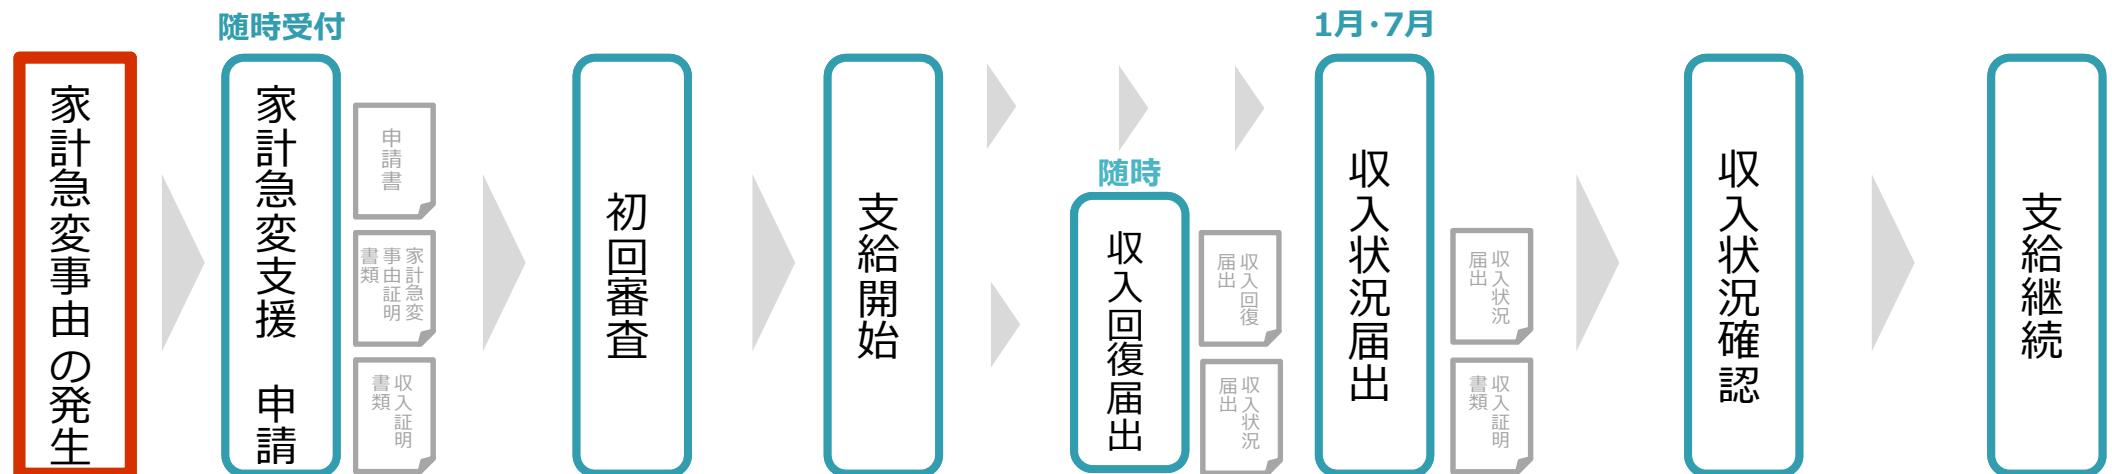 家計急変事由の発生
随時受付
家計急変支援　申請
申請書
家計急変
事由証明
書類
収入証明
書類
初回審査
支給開始
随時
収入回復届出
収入回復
届出
収入状況
届出
1月･7月
収入状況届出
収入状況
届出
収入証明
書類
収入状況確認
支給継続